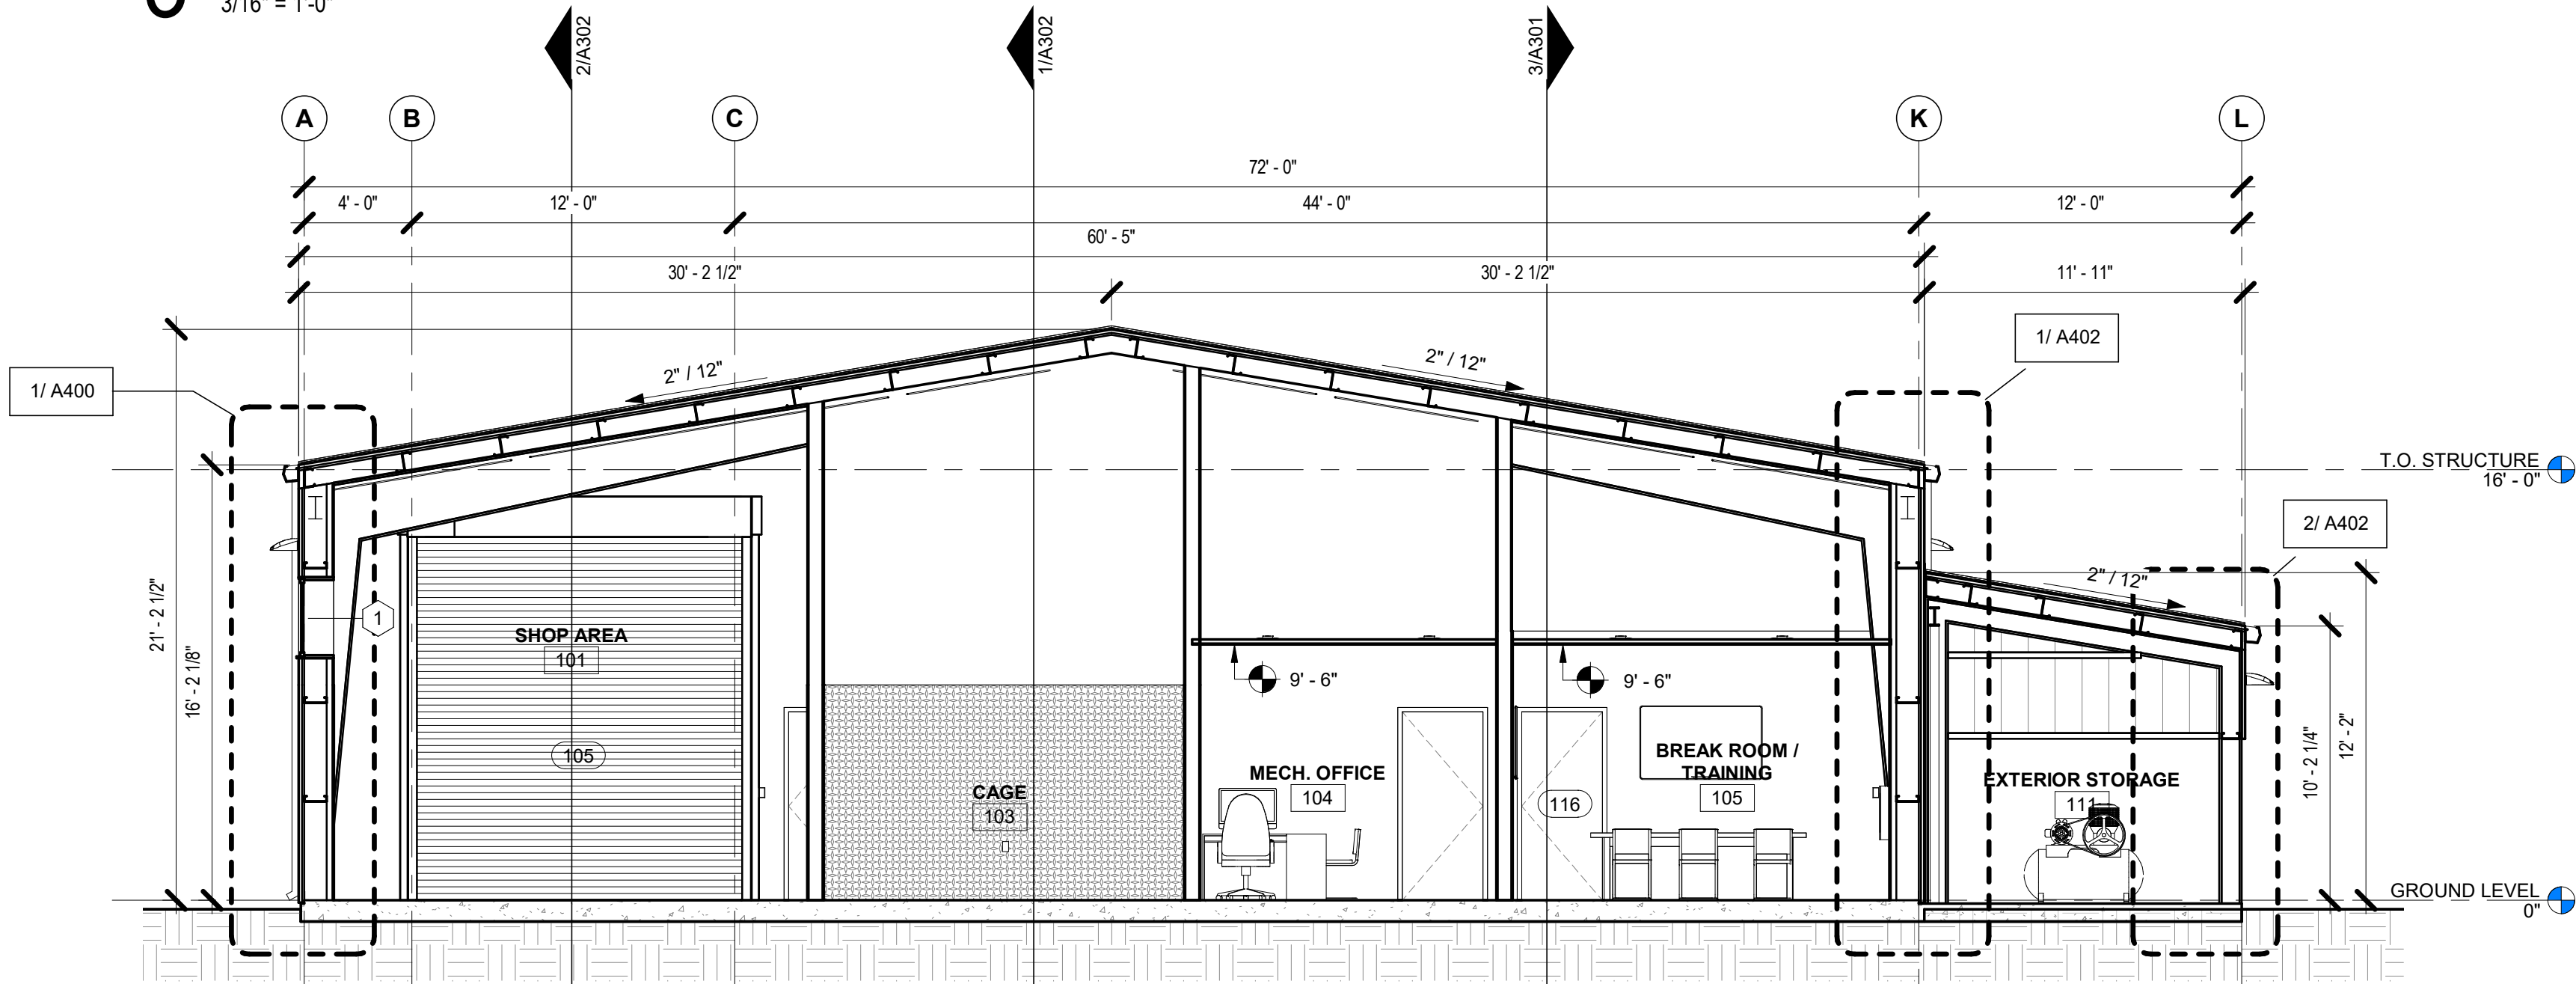 3/16" = 1'-0"
2/A302
1/A302
3/A301
A
B
C
K
L
72' - 0"
4' - 0"
12' - 0"
44' - 0"
12' - 0"
60' - 5"
30' - 2 1/2"
30' - 2 1/2"
11' - 11"
1/ A402
2" / 12"
2" / 12"
1/ A400
T.O. STRUCTURE
16' - 0"
2/ A402
2" / 12"
21' - 2 1/2"
16' - 2 1/8"
1
SHOP AREA
101
9' - 6"
9' - 6"
105
BREAK ROOM /
TRAINING
105
MECH. OFFICE
104
CAGE
103
116
EXTERIOR STORAGE
111
10' - 2 1/4"
12' - 2"
GROUND LEVEL
0"